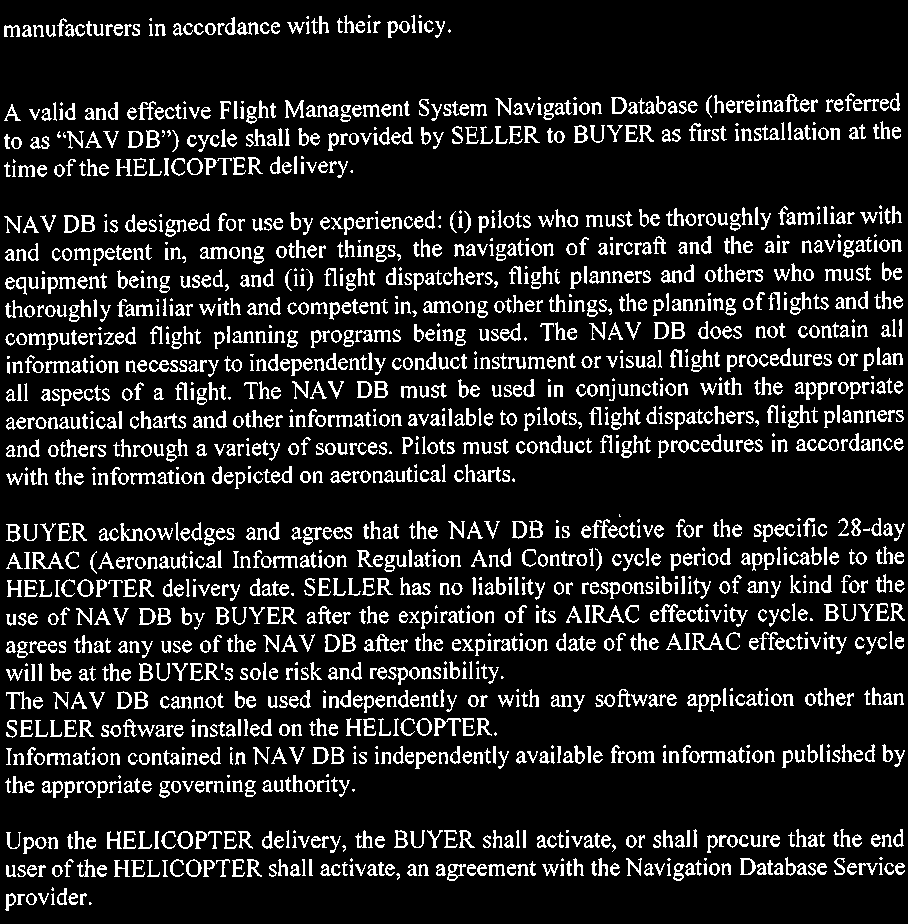 manufacturers in accordance with their policy.
A valid and effective Flight Management System Navigation Database (hereinafter referred
to as “NAV DB”) cycle shall be provided by SELLER to BUYER as first installation at the
time of the HELICOPTER delivery.
NAV DB is designed for use by experienced: (i) pilots who must be thoroughly familiar with
and competent in, among other things, the navigation of aircraft and the air navigation
equipment being used, and (ii) flight dispatchers, flight planners and others who must be
thoroughly familiar with and competent in, among other things, the planning of flights and the
computerized flight planning programs being used. The NAV DB does not contain all
information necessary to independently conduct instrument or visual flight procedures or plan
all aspects of a flight. The NAV DB must be used in conjunction with the appropriate
aeronautical charts and other information available to pilots, flight dispatchers, flight planners
and others through a variety of sources. Pilots must conduct flight procedures in accordance
with the information depicted on aeronautical charts.
BUYER acknowledges and agrees that the NAV DB is effective for the specific 28-day
AIRAC (Aeronautical Information Regulation And Control) cycle period applicable to the
HELICOPTER delivery date. SELLER has no liability or responsibility of any kind for the
use of NAV DB by BUYER after the expiration of its AIRAC effectivity cycle. BUYER
agrees that any use of the NAV DB after the expiration date of the AIRAC effectivity cycle
will be at the BUYER's sole risk and responsibility.
The NAV DB cannot be used independently or with any software application other than
SELLER software installed on the HELICOPTER.
Information contained in NAV DB is independently available from information published by
the appropriate governing authority.
Upon the HELICOPTER delivery, the BUYER shall activate, or shall procure that the end
user of the HELICOPTER shall activate, an agreement with the Navigation Database Service
provider.